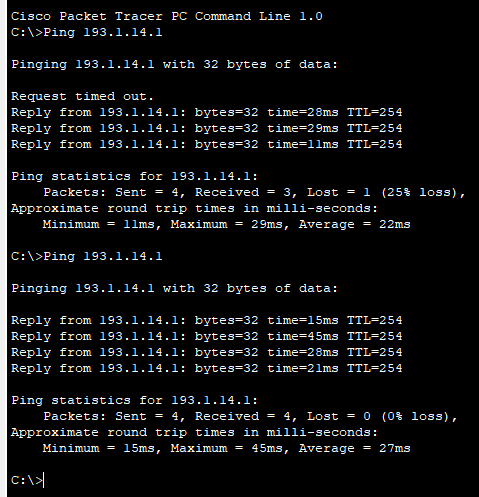 Cisco Packet Tracer PC Command Line 1.0
C:\>Ping 193.1.14.1
Pinging 193.1.14.1 with 32 bytes of data:
Request timed out.
Reply from 193.1.14.1: bytes=32 time=28ms TTL=254
Reply from 193.1.14.1: bytes=32 time=29ms TTL=254
Reply from 193.1.14.1: bytes=32 time=11ms TTL=254
Ping statistics for 193.1.14.1:
    Packets: Sent = 4, Received = 3, Lost = 1 (25% loss),
Approximate round trip times in milli-seconds:
    Minimum = 11ms, Maximum = 29ms, Average = 22ms
C:\>Ping 193.1.14.1
Pinging 193.1.14.1 with 32 bytes of data:
Reply from 193.1.14.1: bytes=32 time=15ms TTL=254
Reply from 193.1.14.1: bytes=32 time=45ms TTL=254
Reply from 193.1.14.1: bytes=32 time=28ms TTL=254
Reply from 193.1.14.1: bytes=32 time=21ms TTL=254
Ping statistics for 193.1.14.1:
    Packets: Sent = 4, Received = 4, Lost = 0 (0% loss),
Approximate round trip times in milli-seconds:
    Minimum = 15ms, Maximum = 45ms, Average = 27ms
C:\>